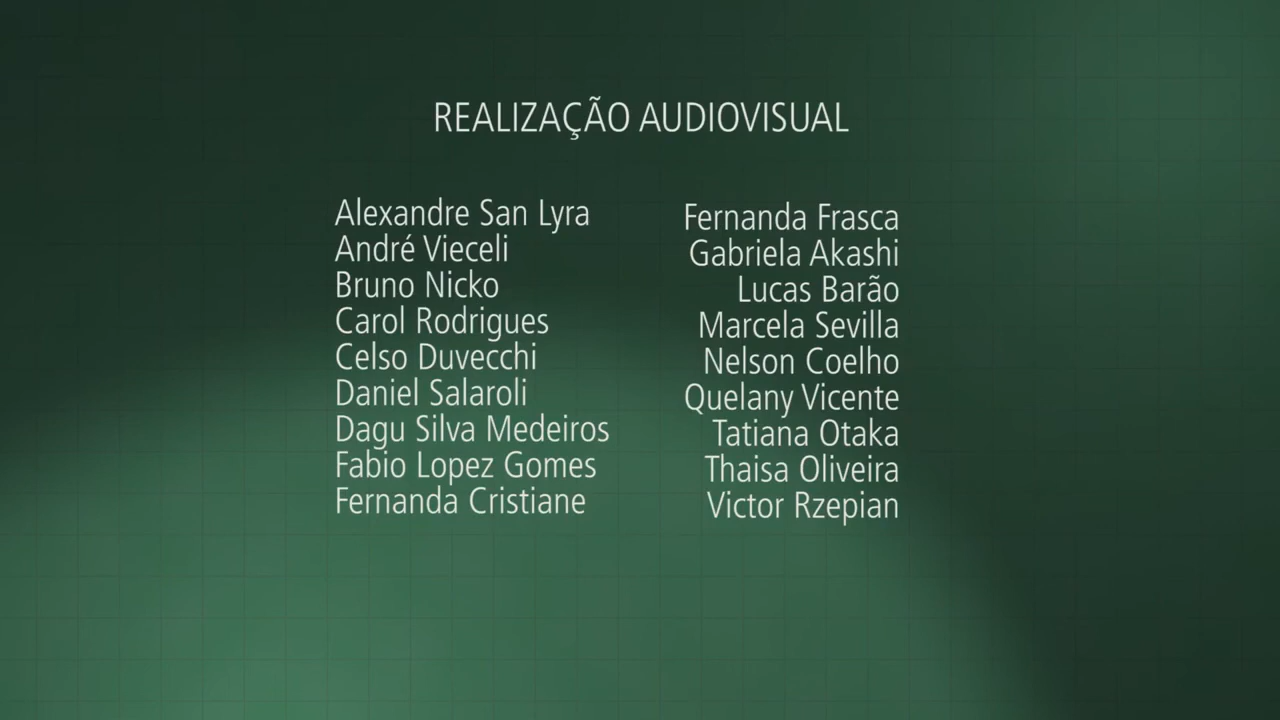 REALIZAÇÃO AUDIOVISUAL
Alexandre San Lyra
André Vieceli
Bruno Nicko
Carol Rodrigues
Celso Duvecchi
Daniel Salaroli
Dagu Silva Medeiros
Fabio Lopez Gomes
Fernanda Cristiane
Fernanda Frasca
Gabriela Akashi
Lucas Barão
Marcela Sevilla
Nelson Coelho
Quelany Vicente
Tatiana Otaka
Thaisa Oliveira
Victor Rzepian